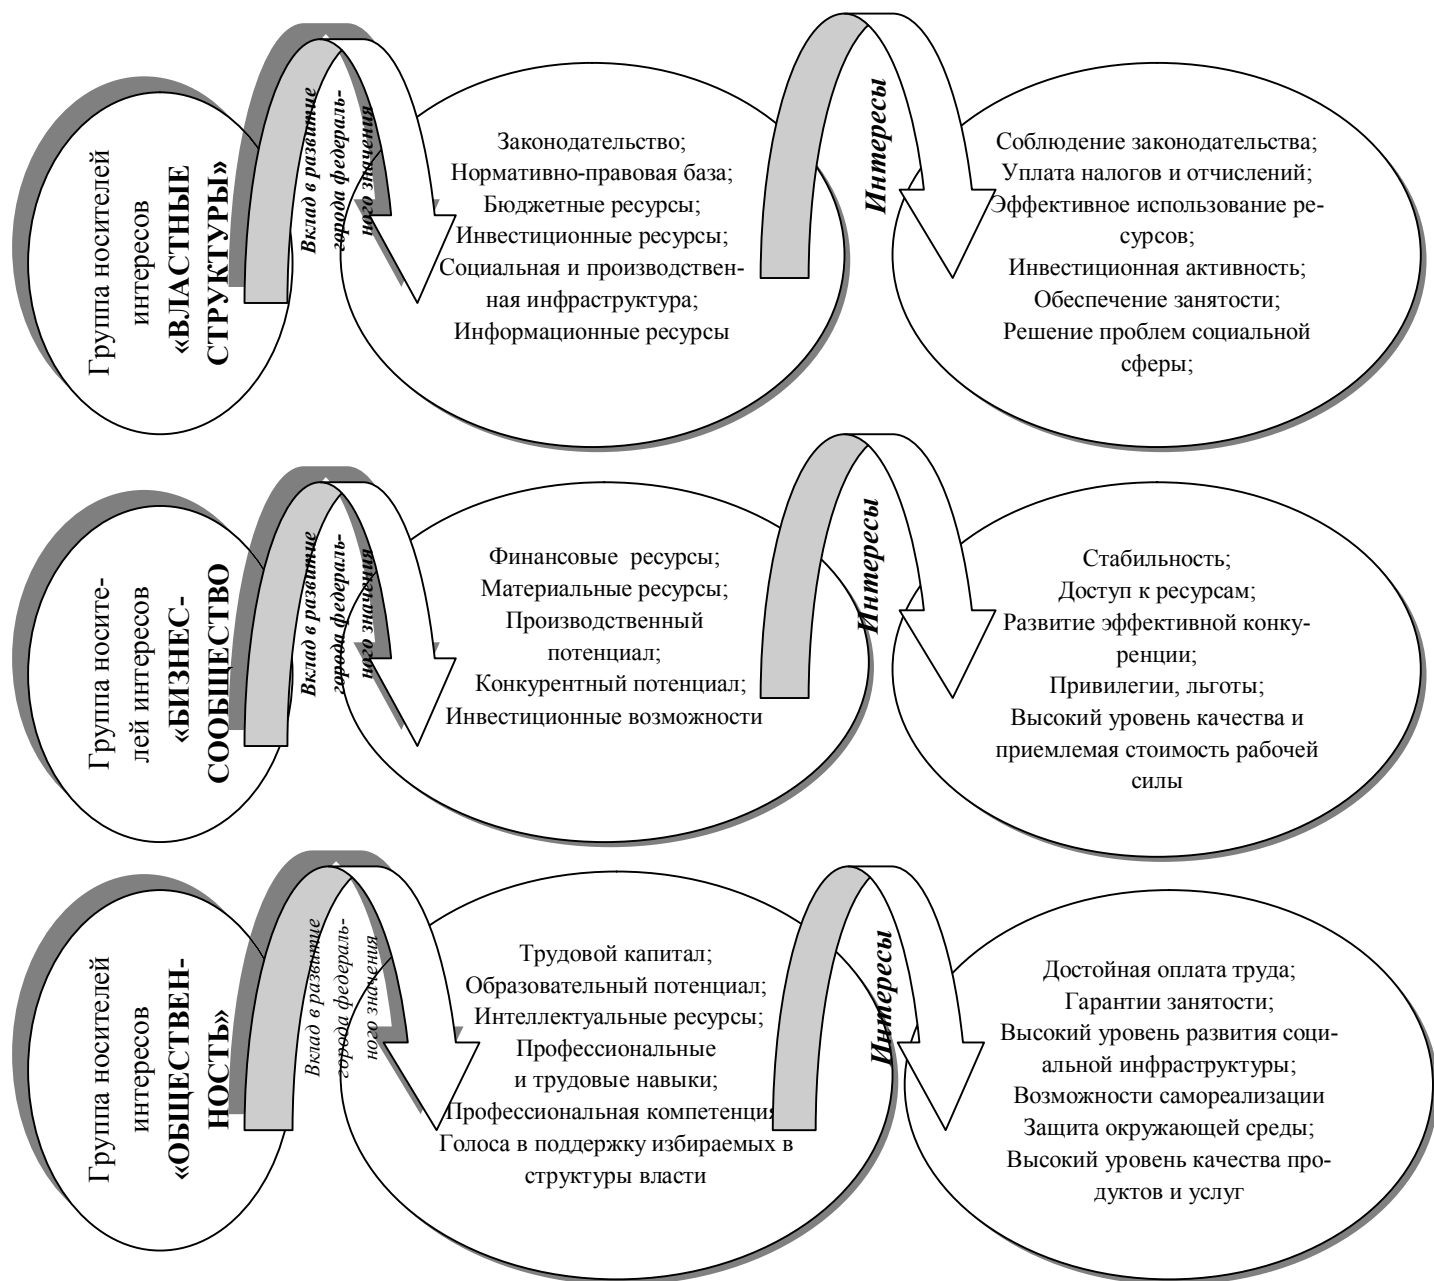 Группа носителей
интересов
«ВЛАСТНЫЕ
СТРУКТУРЫ»
Вклад в развитие
города федераль-
ного значения
Законодательство;
Нормативно-правовая база;
Бюджетные ресурсы;
Инвестиционные ресурсы;
Социальная и производствен-
ная инфраструктура;
Информационные ресурсы
Интересы
Соблюдение законодательства;
Уплата налогов и отчислений;
Эффективное использование ре-
сурсов;
Инвестиционная активность;
Обеспечение занятости;
Решение проблем социальной
сферы;
Группа носите-
лей интересов
«БИЗНЕС-
СООБЩЕСТВО
Вклад в развитие
города федераль-
ного значения
Финансовые ресурсы;
Материальные ресурсы;
Производственный
потенциал;
Конкурентный потенциал;
Инвестиционные возможности
Интересы
Стабильность;
Доступ к ресурсам;
Развитие эффективной конку-
ренции;
Привилегии, льготы;
Высокий уровень качества и
приемлемая стоимость рабочей
силы
Группа носителей
интересов
«ОБЩЕСТВЕН-
НОСТЬ»
Вклад в развитие
города федераль-
ного значения
Трудовой капитал;
Образовательный потенциал;
Интеллектуальные ресурсы;
Профессиональные
и трудовые навыки;
Профессиональная компетенция
Голоса в поддержку избираемых в
структуры власти
Интересы
Достойная оплата труда;
Гарантии занятости;
Высокий уровень развития соци-
альной инфраструктуры;
Возможности самореализации
Защита окружающей среды;
Высокий уровень качества про-
дуктов и услуг